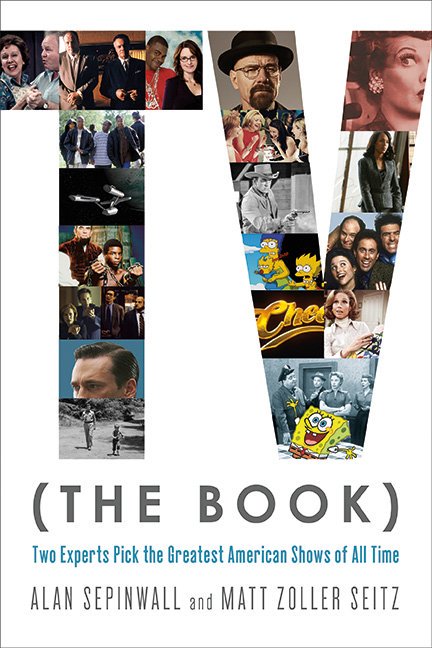 TV
Chee
(THE BOOK)
Two Experts Pick the Greatest American Shows of All Time
ALAN SEPINWALL and MATT ZOLLER SEITZ